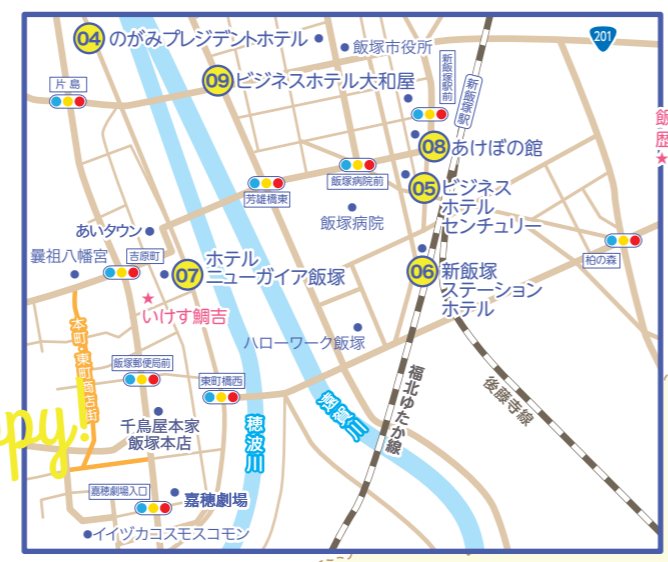 04 のがみプレジデントホテル
飯塚市役所
201
片島
09 ビジネスホテル大和屋
新飯塚駅前
新飯塚駅
飯
歴
★
08 あけぼの館
飯塚病院前
芳雄橋東
05 ビジネス
ホテル
センチュリー
飯塚病院
あいタウン
曩祖八幡宮
吉原町
07 ホテル
ニューガイア飯塚
06 新飯塚
ステーション
ホテル
柏の森
★
いけす鯛吉
本町・東町商店街
ハローワーク飯塚
飯塚郵便局前
東町橋西
穂波川
遠賀川
福北ゆたか線
後藤寺線
ppy!
千鳥屋本家
飯塚本店
嘉穂劇場入口
嘉穂劇場
イイヅカコスモスコモン